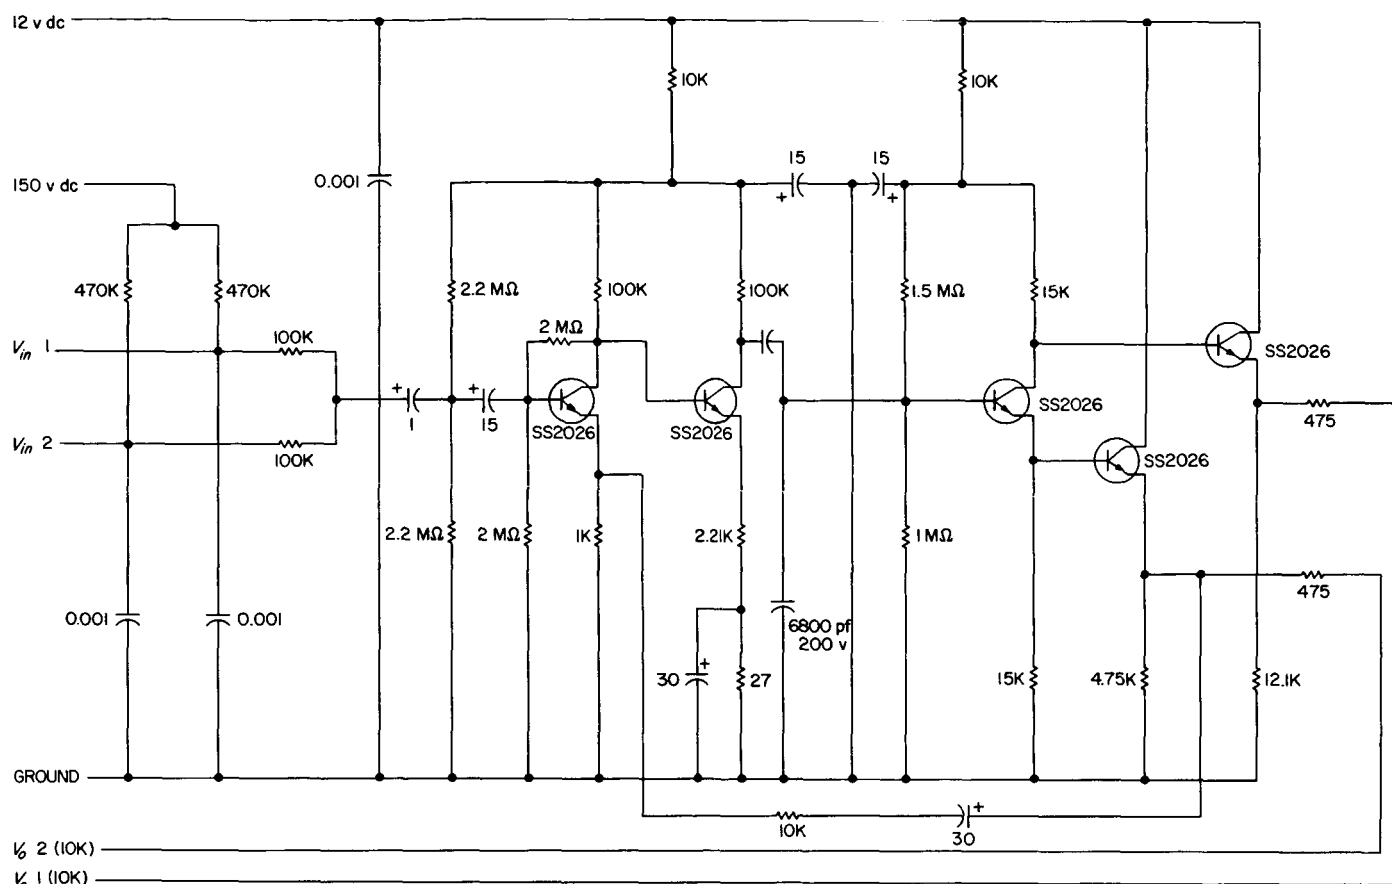 12 v dc
10K
10K
15
15
+
+
150 v dc
0.001
470K
470K
2.2 MΩ
100K
100K
1.5 MΩ
15K
2 MΩ
100K
V_in 1
SS2026
+
+
1
15
SS2026
SS2026
SS2026
475
V_in 2
100K
SS2026
2.2 MΩ
2 MΩ
1K
2.21K
1 MΩ
475
0.001
0.001
6800 pf
200 v
+
30
27
15K
4.75K
12.1K
GROUND
+
10K
30
V_o 2 (10K)
V_o 1 (10K)